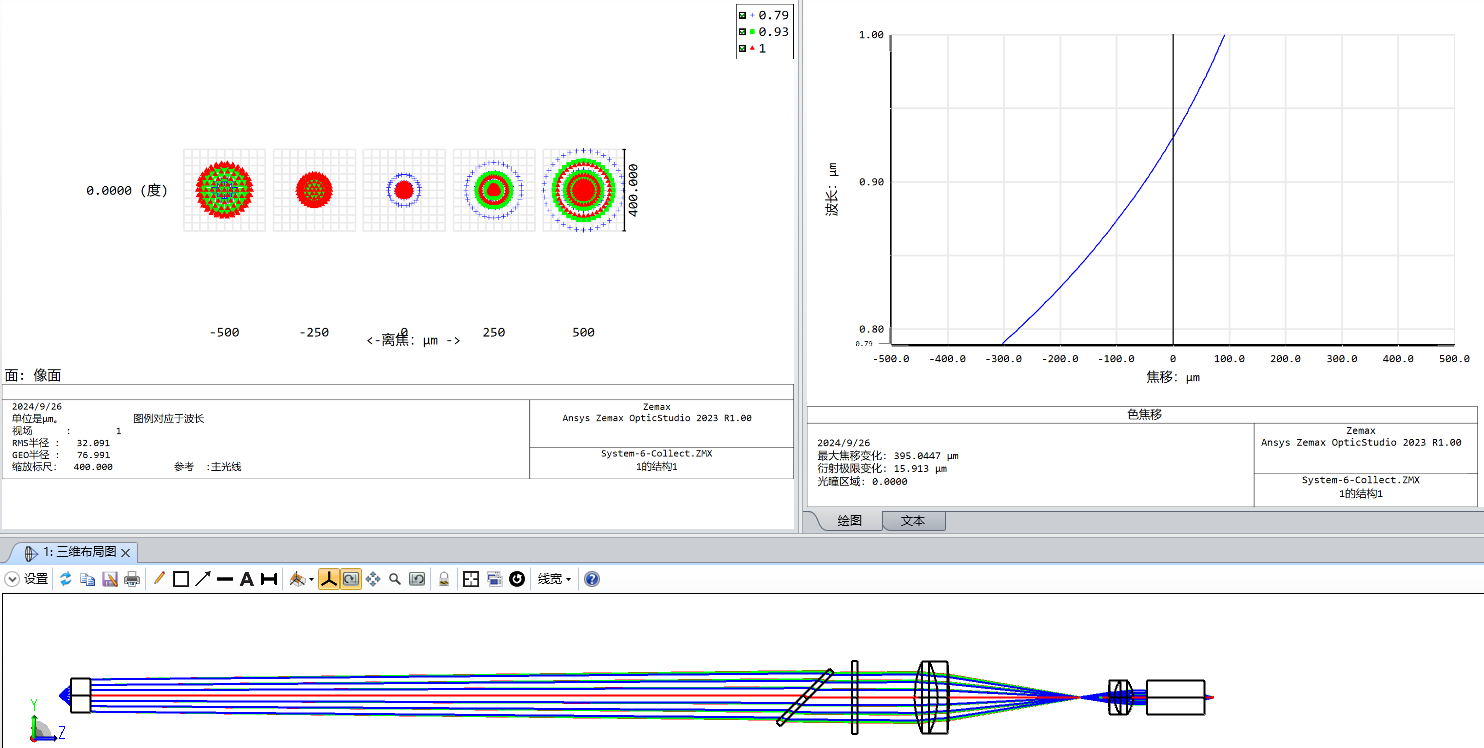 0.79
0.93
1
0.0000 (度)
400.000
-500
-250
0
250
500
<-离焦: µm ->
面: 像面
2024/9/26
单位是µm。 图例对应于波长
视场 : 1
RMS半径 : 32.091
GEO半径 : 76.991
缩放标尺: 400.000 参考 :主光线
Zemax
Ansys Zemax OpticStudio 2023 R1.00
System-6-Collect.ZMX
1的结构1
1.00
0.90
0.80
0.79
波长: µm
-500.0
-400.0
-300.0
-200.0
-100.0
0
100.0
200.0
300.0
400.0
500.0
焦移: µm
色焦移
2024/9/26
最大焦移变化: 395.0447 µm
衍射极限变化: 15.913 µm
光瞳区域: 0.0000
Zemax
Ansys Zemax OpticStudio 2023 R1.00
System-6-Collect.ZMX
1的结构1
绘图
文本
1: 三维布局图
设置
线宽
Y
Z